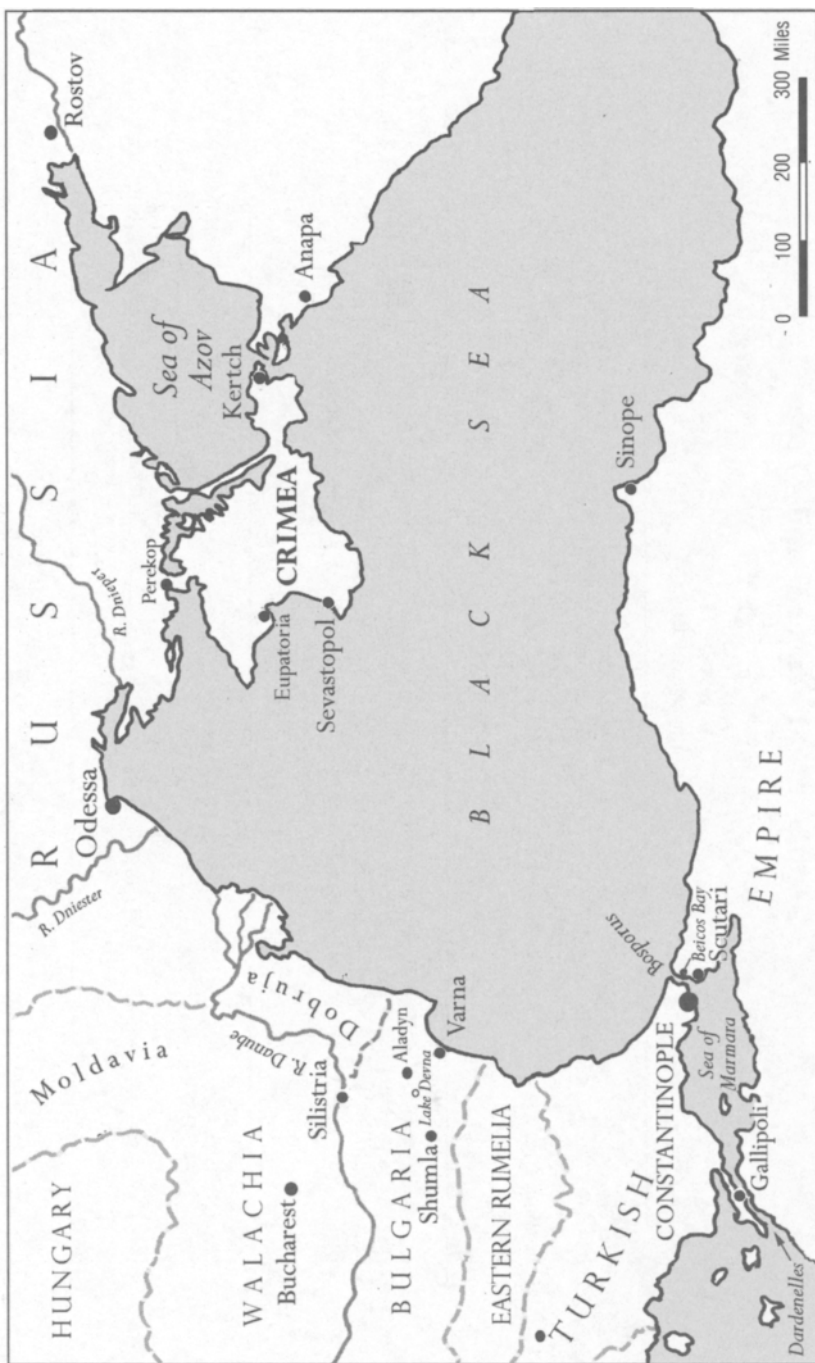 RUSSIA
Rostov
HUNGARY
Moldavia
R. Dniester
Odessa
R. Dnieper
Perekop
Sea of
Azov
Kertch
Anapa
CRIMEA
Eupatoria
Sevastopol
WALACHIA
Bucharest
R. Danube
Dobruja
Silistria
BULGARIA
Aladyn
Lake Devna
Shumla
Varna
BLACK SEA
EASTERN RUMELIA
Sinope
TURKISH
EMPIRE
CONSTANTINOPLE
Bosporus
Beicos Bay
Scutari
Sea of
Marmara
Gallipoli
Dardenelles
0 100 200 300 Miles